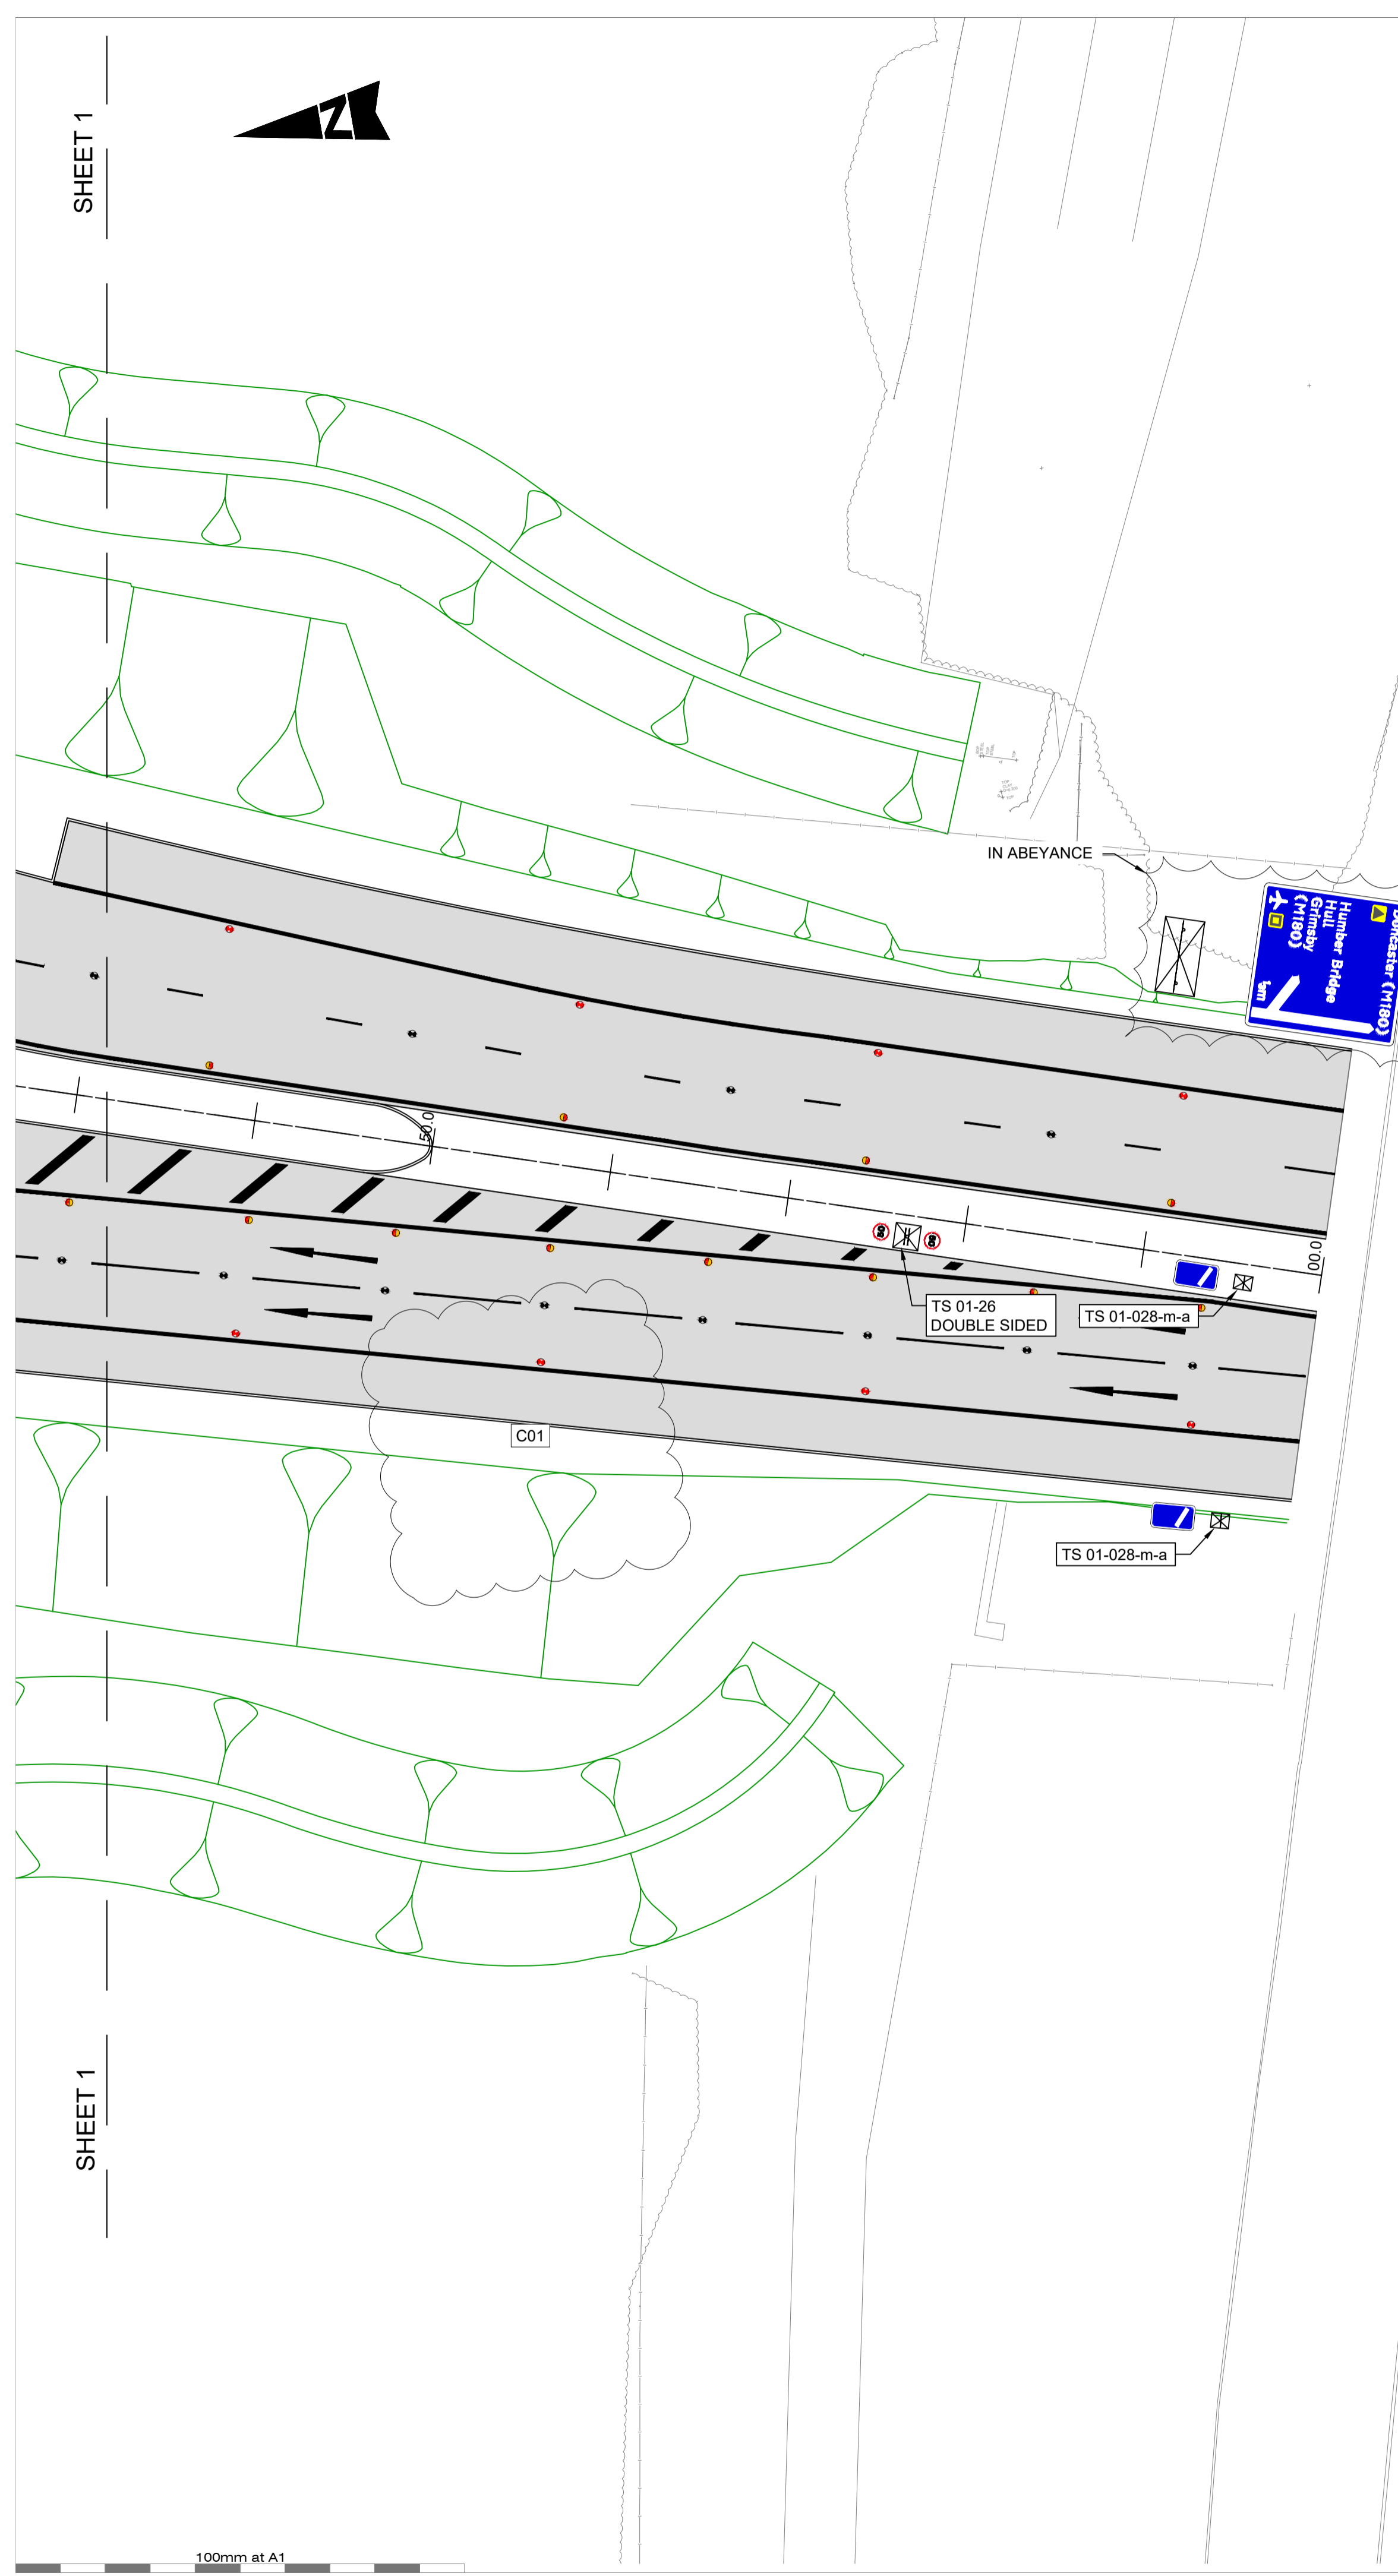 SHEET 1
Z
IN ABEYANCE
Doncaster (M180)
Humber Bridge
Hull
Grimsby
(M180)
50.0
00.0
50
TS 01-26
DOUBLE SIDED
TS 01-028-m-a
C01
TS 01-028-m-a
SHEET 1
100mm at A1